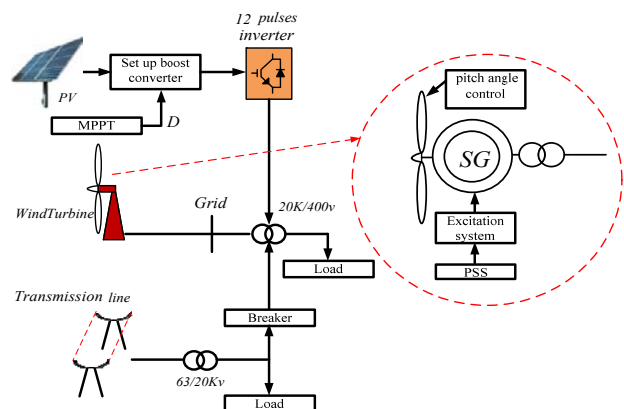 12 pulses
inverter
Set up boost
converter
PV
MPPT
D
pitch angle
control
SG
Excitation
system
PSS
WindTurbine
Grid
20K/400v
Load
Transmission line
Breaker
63/20Kv
Load